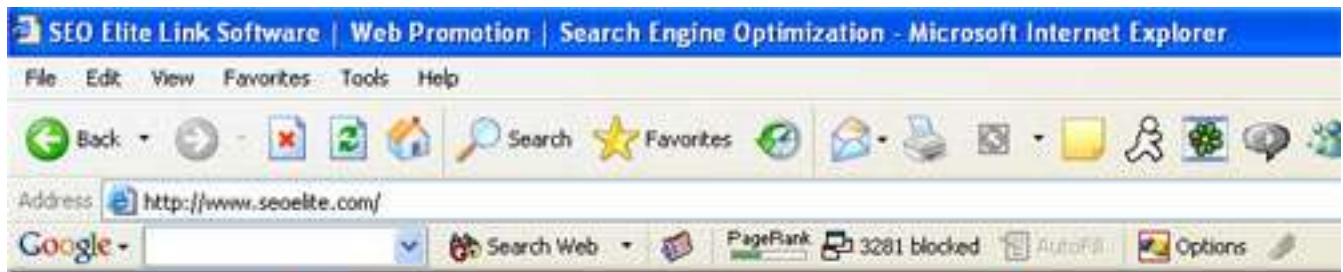 SEO Elite Link Software | Web Promotion | Search Engine Optimization - Microsoft Internet Explorer
File Edit View Favorites Tools Help
Back Search Favorites
Address http://www.seoelite.com/
Google Search Web PageRank 3281 blocked AutoFill Options